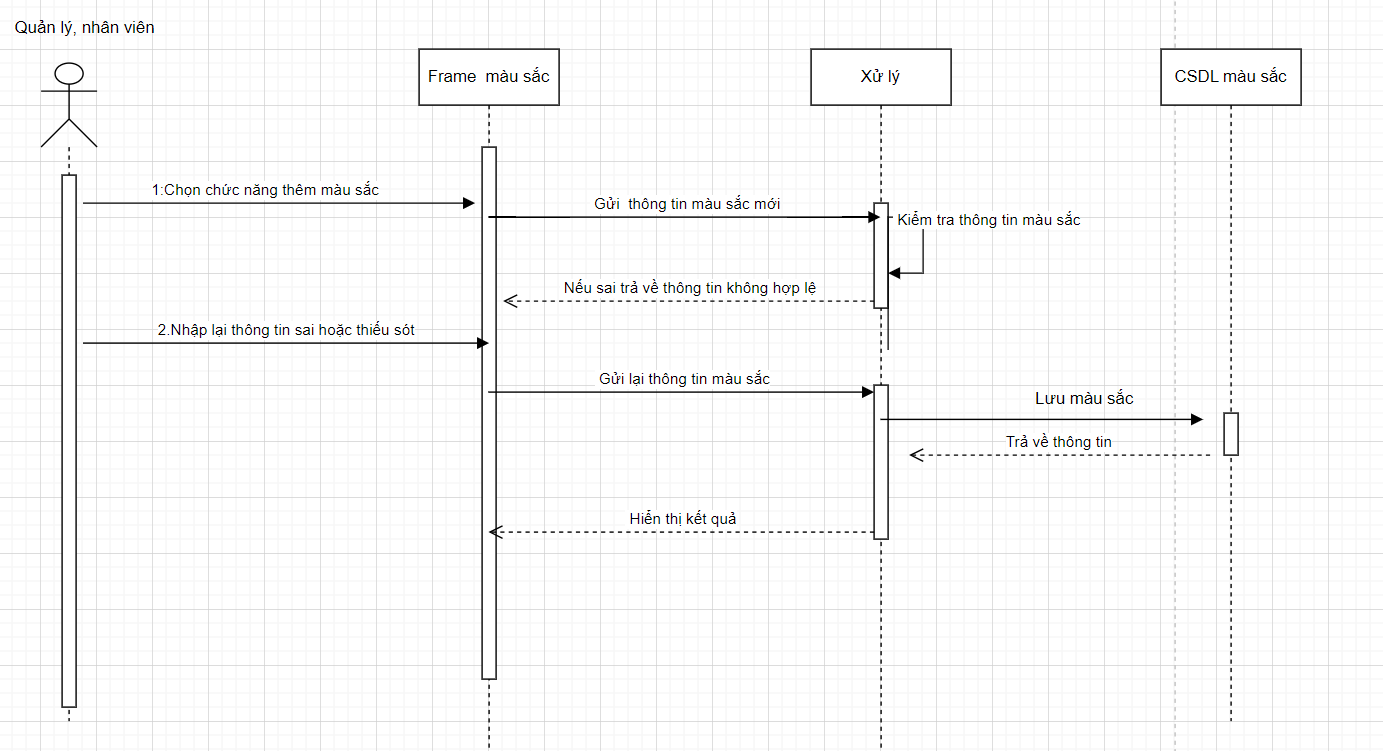 Quản lý, nhân viên
Frame màu sắc
Xử lý
CSDL màu sắc
1:Chọn chức năng thêm màu sắc
Gửi thông tin màu sắc mới
Kiểm tra thông tin màu sắc
Nếu sai trả về thông tin không hợp lệ
2.Nhập lại thông tin sai hoặc thiếu sót
Gửi lại thông tin màu sắc
Lưu màu sắc
Trả về thông tin
Hiển thị kết quả